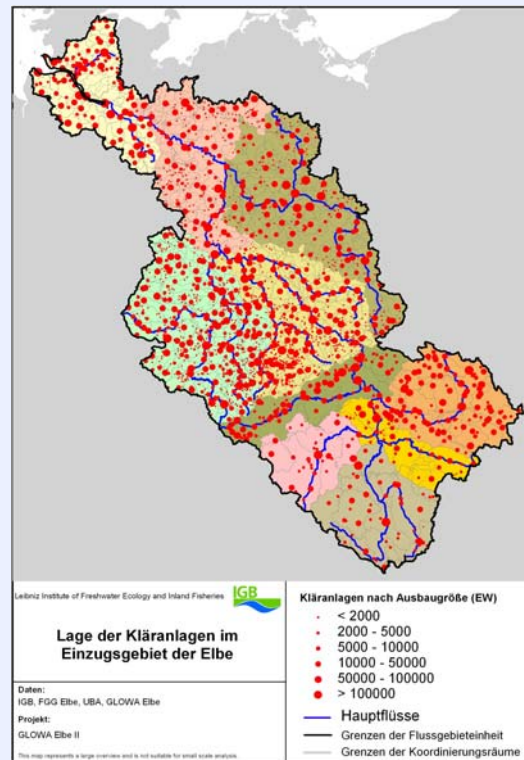 Leibniz Institute of Freshwater Ecology and Inland Fisheries
IGB
Lage der Kläranlagen im
Einzugsgebiet der Elbe
Daten:
IGB, FGG Elbe, UBA, GLOWA Elbe
Projekt:
GLOWA Elbe II
This map represents a large overview and is not suitable for small scale analysis.
Kläranlagen nach Ausbaugröße (EW)
< 2000
2000 - 5000
5000 - 10000
10000 - 50000
50000 - 100000
> 100000
Hauptflüsse
Grenzen der Flussgebieteinheit
Grenzen der Koordinierungsräume